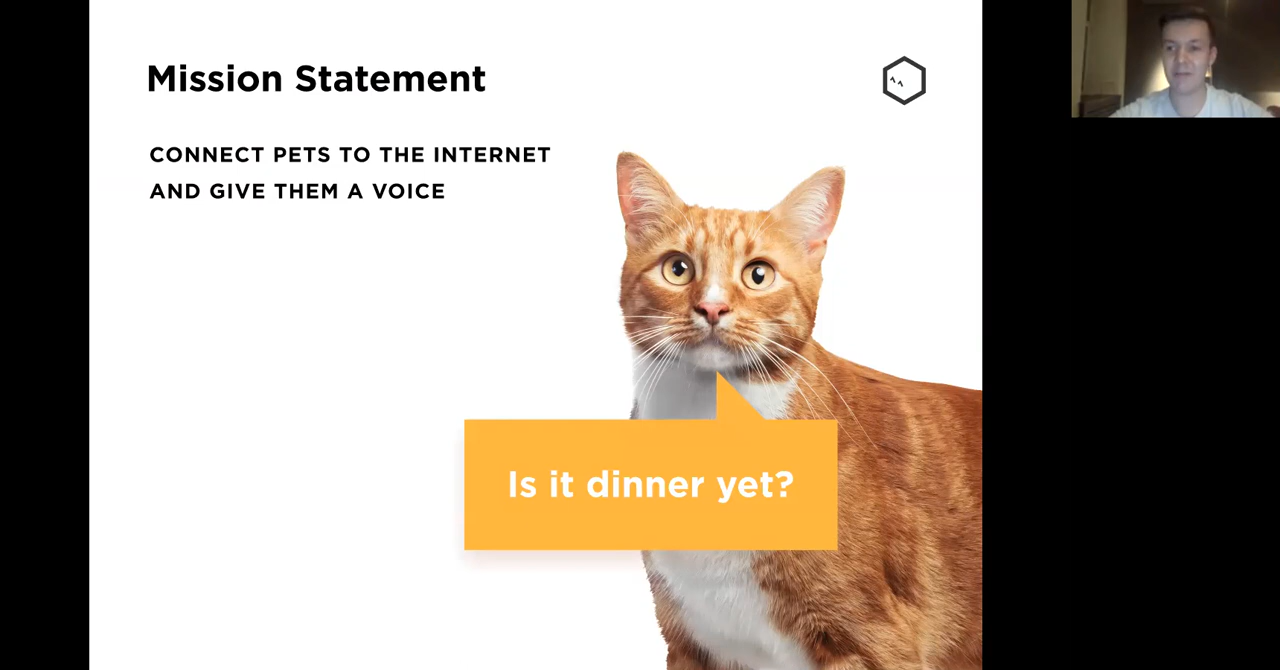 Mission Statement
CONNECT PETS TO THE INTERNET
AND GIVE THEM A VOICE
Is it dinner yet?